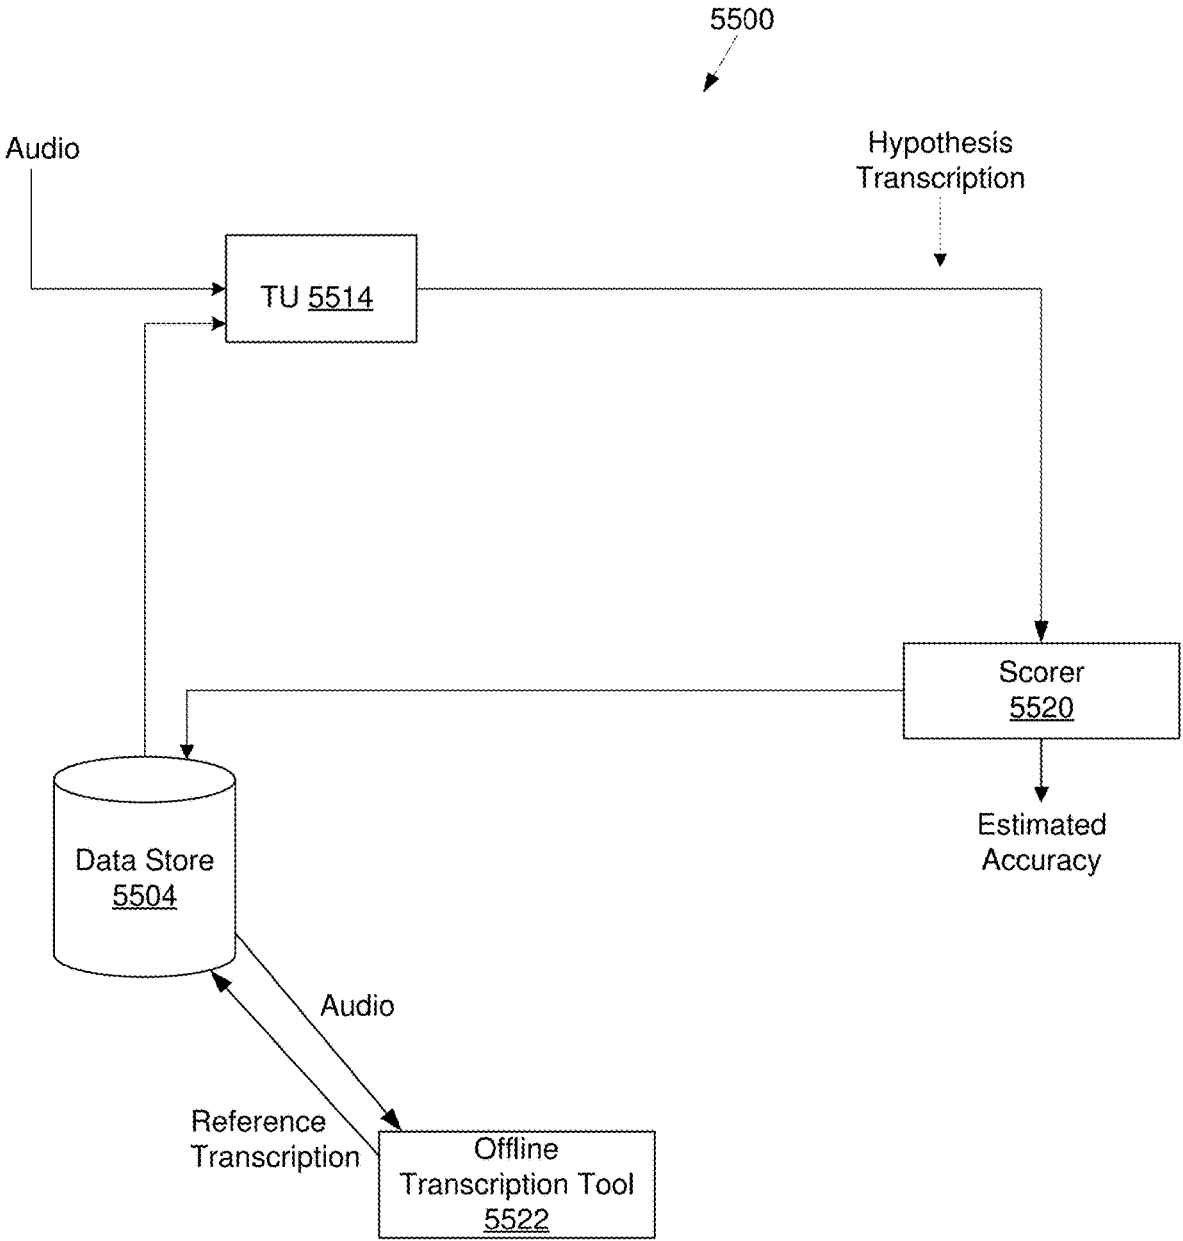 5500
Audio
Hypothesis
Transcription
TU 5514
Scorer
5520
Estimated
Accuracy
Data Store
5504
Audio
Reference
Transcription
Offline
Transcription Tool
5522